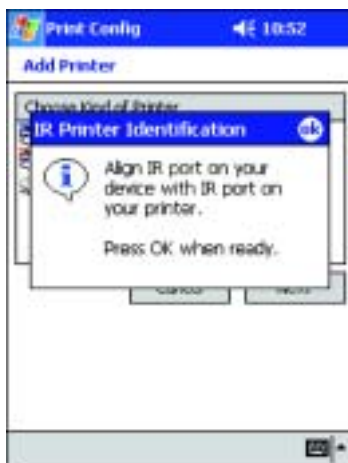 Print Config 10:52
Add Printer
Choose Kind of Printer
IR Printer Identification ok
Align IR port on your
device with IR port on
your printer.
Press OK when ready.
Cancel Next